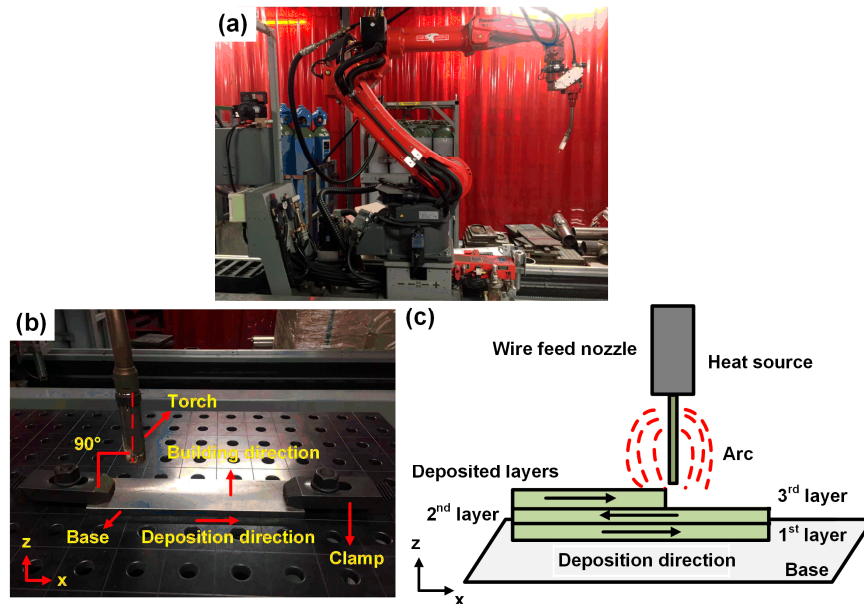 (a)
(b)
Torch
90°
Building direction
Base
Deposition direction
Clamp
z
x
(c)
Wire feed nozzle
Heat source
Arc
Deposited layers
3rd layer
2nd layer
1st layer
Deposition direction
Base
z
x